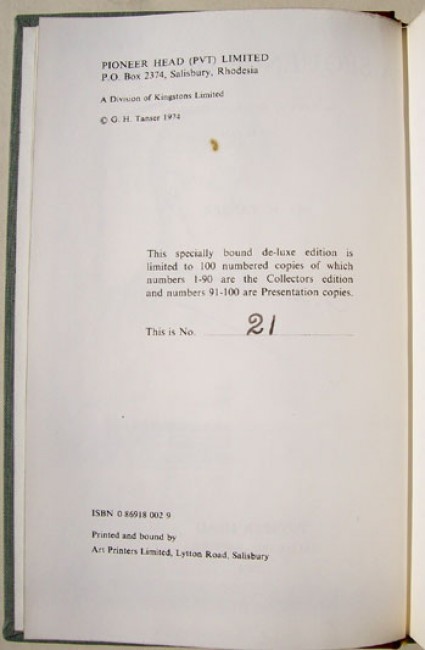 PIONEER HEAD (PVT) LIMITED
P.O. Box 2374, Salisbury, Rhodesia
A Division of Kingstons Limited
© G. H. Tanser 1974
This specially bound de-luxe edition is
limited to 100 numbered copies of which
numbers 1-90 are the Collectors edition
and numbers 91-100 are Presentation copies.
This is No. 21
ISBN 0 86918 002 9
Printed and bound by
Art Printers Limited, Lytton Road, Salisbury